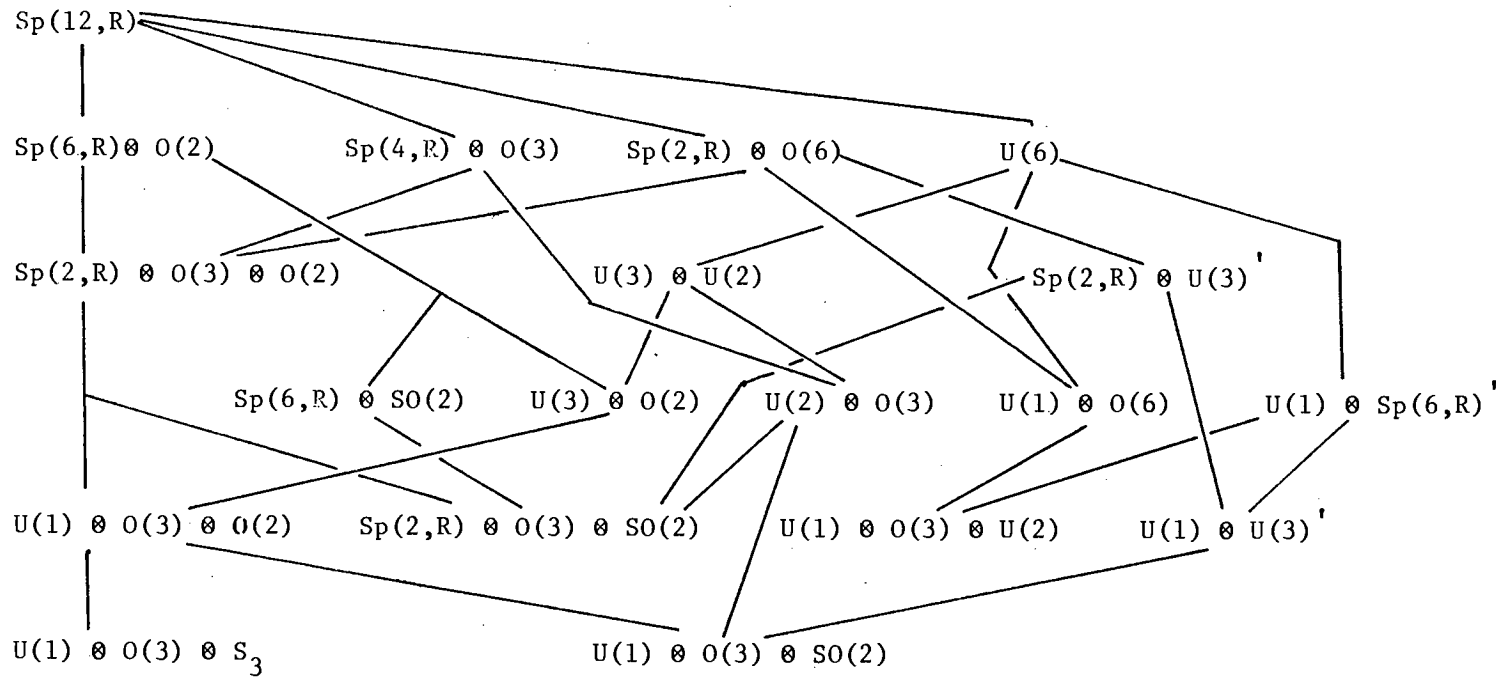 Sp(12,R)
Sp(6,R)⊗ O(2) Sp(4,R) ⊗ O(3) Sp(2,R) ⊗ O(6) U(6)
Sp(2,R) ⊗ O(3) ⊗ O(2) U(3) ⊗ U(2) Sp(2,R) ⊗ U(3)'
Sp(6,R) ⊗ SO(2) U(3) ⊗ O(2) U(2) ⊗ O(3) U(1) ⊗ O(6) U(1) ⊗ Sp(6,R)'
U(1) ⊗ O(3) ⊗ O(2) Sp(2,R) ⊗ O(3) ⊗ SO(2) U(1) ⊗ O(3) ⊗ U(2) U(1) ⊗ U(3)'
U(1) ⊗ O(3) ⊗ S₃ U(1) ⊗ O(3) ⊗ SO(2)